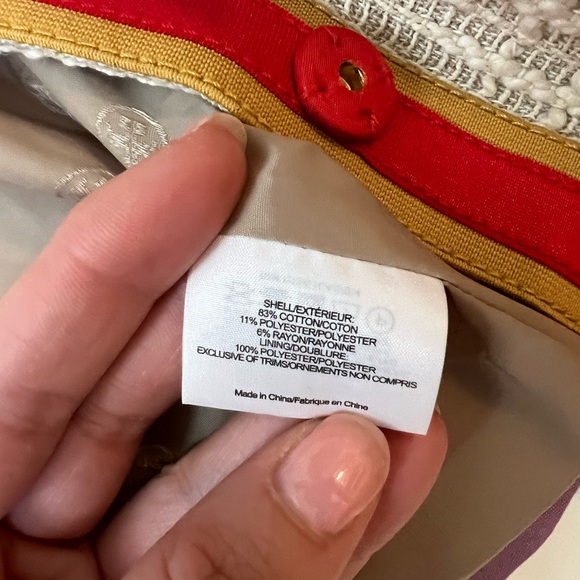 SHELL/EXTÉRIEUR:
83% COTTON/COTON
11% POLYESTER/POLYESTER
6% RAYON/RAYONNE
LINING/DOUBLURE:
100% POLYESTER/POLYESTER
EXCLUSIVE OF TRIMS/ORNEMENTS NON COMPRIS
Made in China/Fabrique en Chine